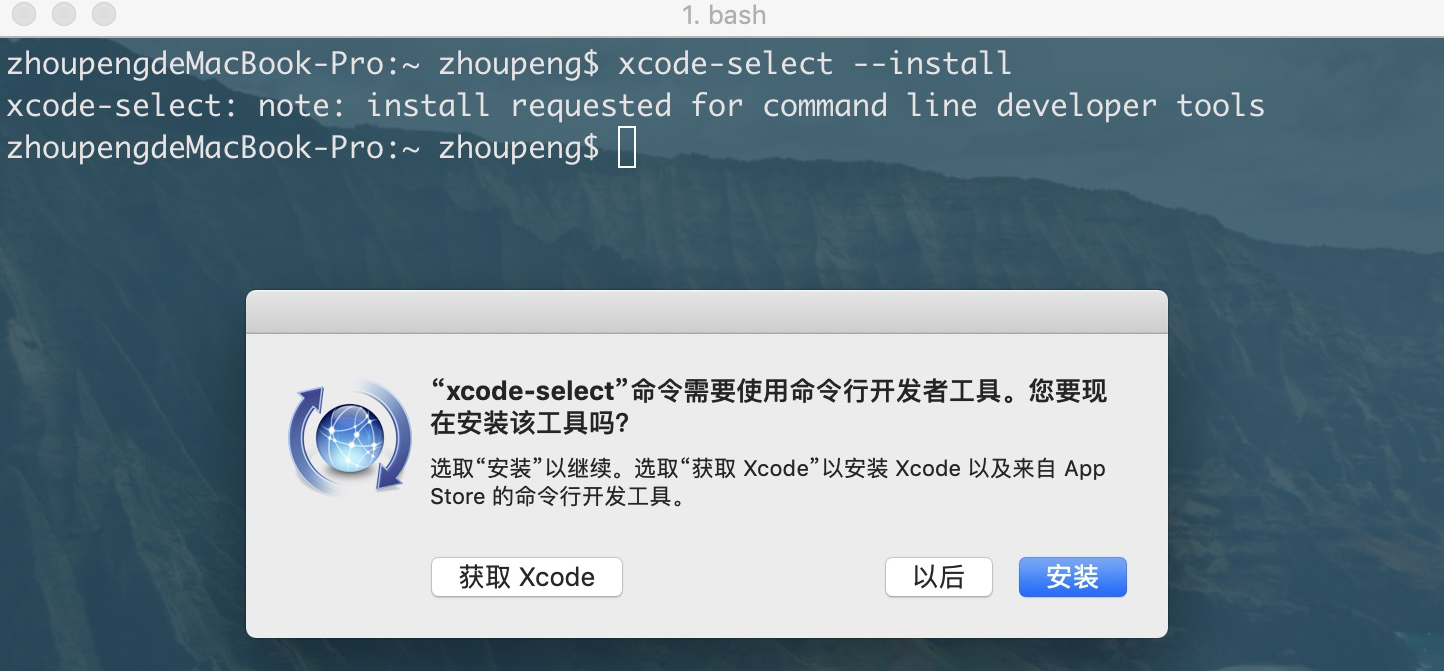 1. bash
zhoupengdeMacBook-Pro:~ zhoupeng$ xcode-select --install
xcode-select: note: install requested for command line developer tools
zhoupengdeMacBook-Pro:~ zhoupeng$
“xcode-select”命令需要使用命令行开发者工具。您要现
在安装该工具吗?
选取“安装”以继续。选取“获取 Xcode”以安装 Xcode 以及来自 App
Store 的命令行开发工具。
获取 Xcode
以后
安装